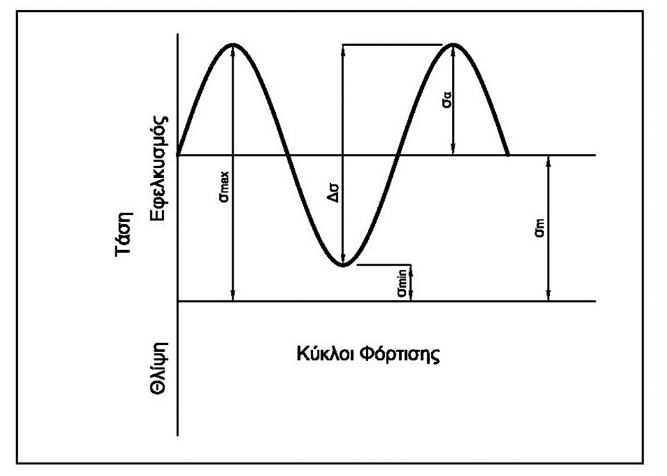 Τάση
Εφελκυσμός
Θλίψη
σmax
Δσ
σα
σmin
σm
Κύκλοι Φόρτισης